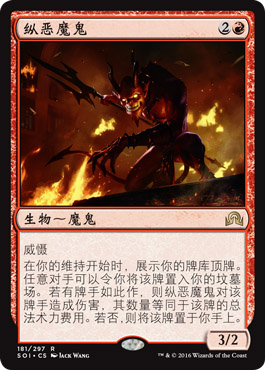 纵恶魔鬼 2
生物~魔鬼
威慑
在你的维持开始时，展示你的牌库顶牌。
任意对手可以令你将该牌置入你的坟墓
场。若有牌手如此作，则纵恶魔鬼对该
牌手造成伤害，其数量等同于该牌的总
法术力费用。若否，则将该牌置于你手上。
3/2
181/297 R
SOI • CS Jack Wang
™ & © 2016 Wizards of the Coast